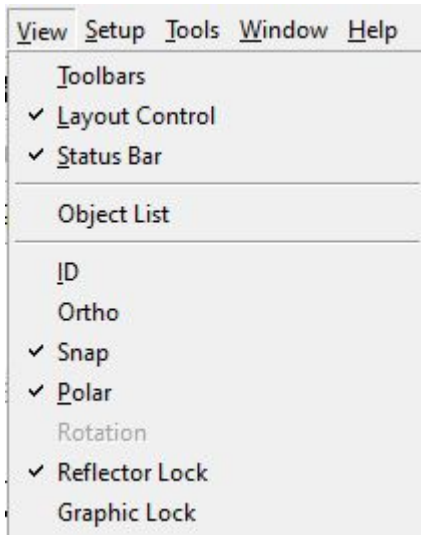 View Setup Tools Window Help
Toolbars
Layout Control
Status Bar
Object List
ID
Ortho
Snap
Polar
Rotation
Reflector Lock
Graphic Lock